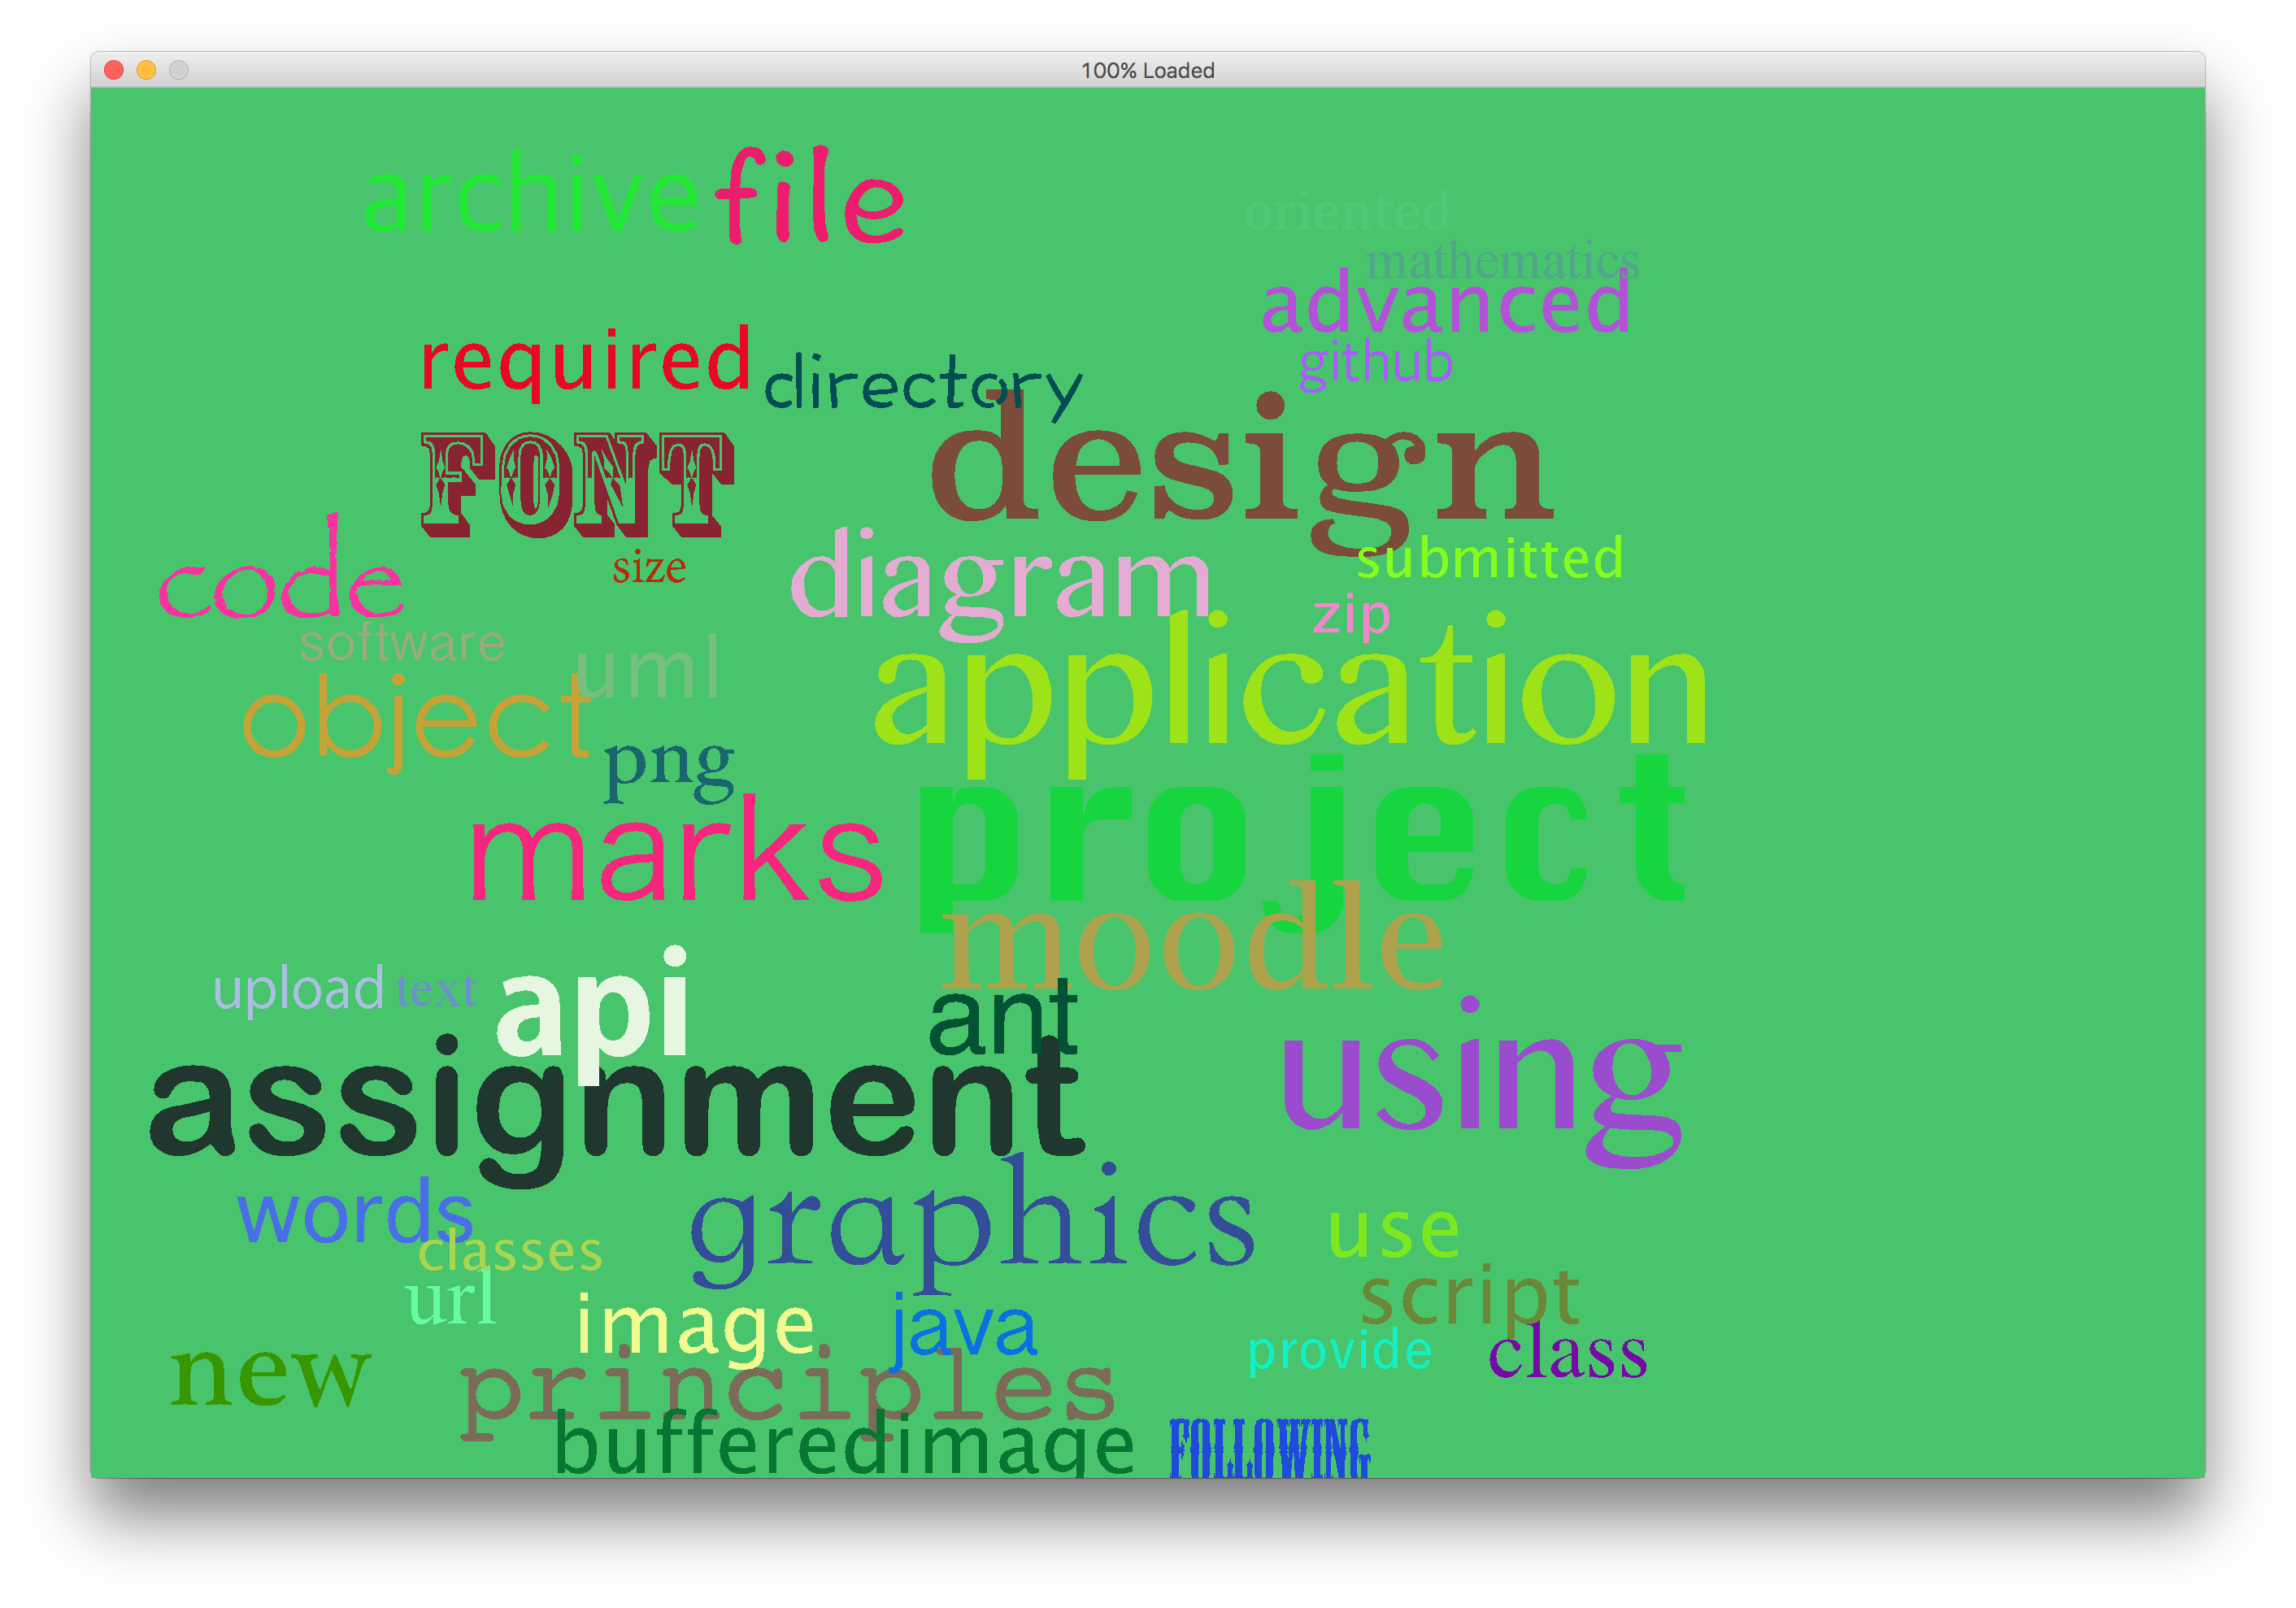 100% Loaded
archive file
oriented
mathematics
advanced
github
required directory
design
FONT
code
size
diagram
submitted
zip
software
uml
object
application
png
project
marks
moodle
upload text api
ant
using
assignment
words
graphics
use
classes
url
script
image java
provide class
new
principles
bufferedimage
FOLLOWING